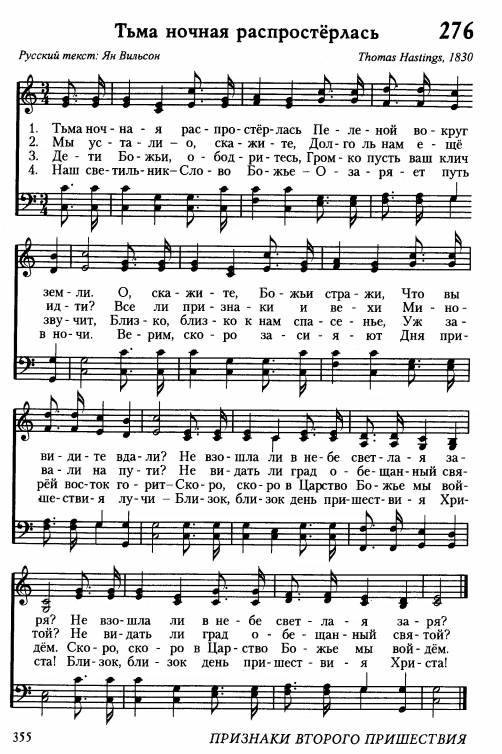 Тьма ночная распростёрлась 276
Русский текст: Ян Вильсон Thomas Hastings, 1830
1. Тьма ноч - на - я рас - про - стёр-лась Пе - ле - ной во - круг
2. Мы ус - та - ли – о, ска - жи - те, Дол - го ль нам е - щё
3. Де - ти Бо - жьи, о - бод - ри - тесь, Гром - ко пусть ваш клич
4. Наш све - тиль-ник–Сло - во Бо - жье – О - за - ря - ет путь
зем - ли. О, ска - жи - те, Бо - жьи стра - жи, Что вы
ид - ти? Все ли при - зна - ки и ве - хи Ми - но-
зву - чит, Близ - ко, близ - ко к нам спа - се - нье, Уж за-
в но - чи. Ве - рим, ско - ро за - си - я - ют Дня при-
ви - ди - те вда - ли? Не взо - шла ли в не - бе свет - ла - я за-
ва - ли на пу - ти? Не ви - дать ли град о - бе - щан-ный свя-
рёй вос-ток го - рит–Ско - ро, ско - ро в Царство Бо - жье мы вой-
ше-стви-я лу - чи – Бли - зок, бли-зок день при-шест - ви - я Хри-
ря? Не взо - шла ли в не - бе свет - ла - я за - ря?
той? Не ви - дать ли град о - бе - щан - ный свя - той?
дём. Ско - ро, ско - ро в Цар - ство Бо - жье мы вой - дём.
ста! Бли - зок, бли - зок день при - шест - ви - я Хри - ста!
355 ПРИЗНАКИ ВТОРОГО ПРИШЕСТВИЯ